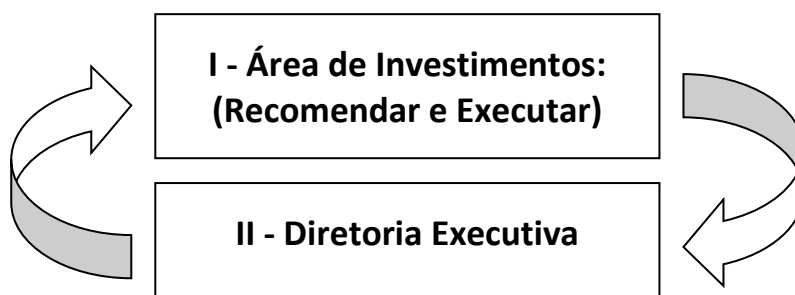 I - Área de Investimentos:
(Recomendar e Executar)
II - Diretoria Executiva